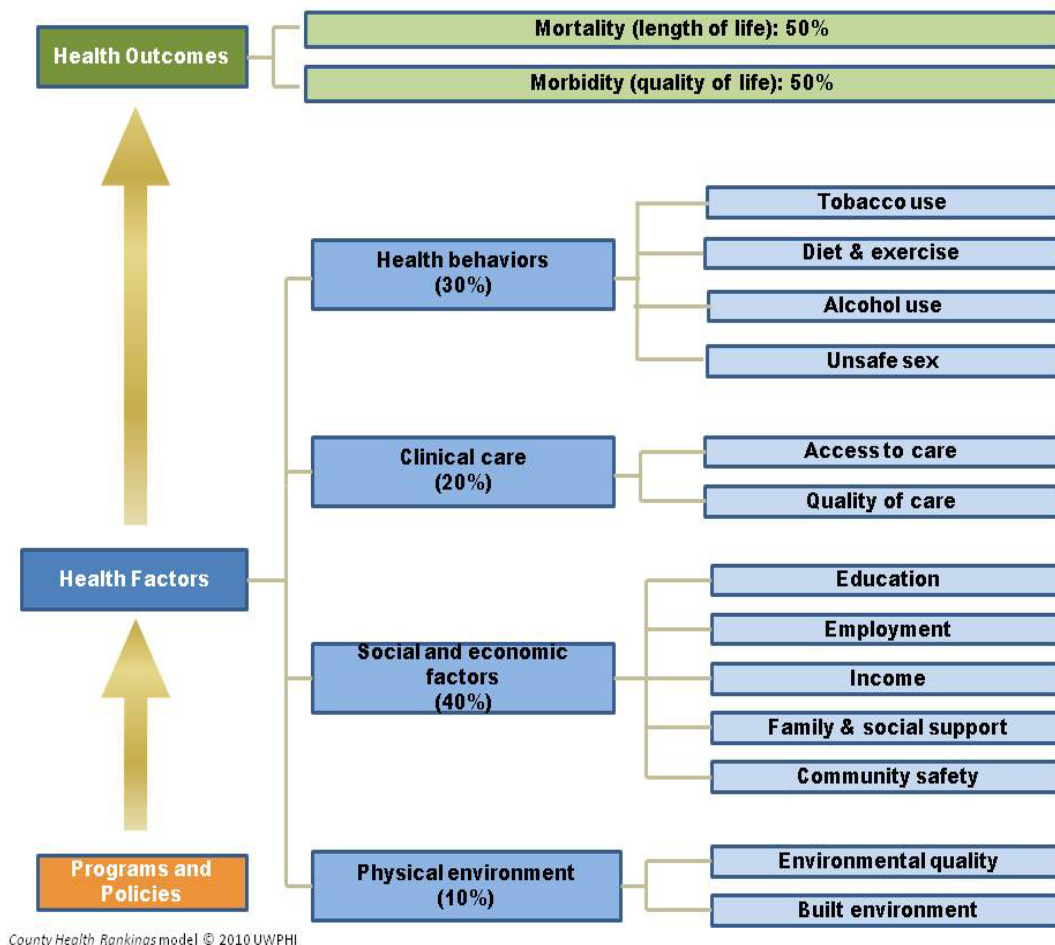 Health Outcomes
Mortality (length of life): 50%
Morbidity (quality of life): 50%
Health behaviors
(30%)
Tobacco use
Diet & exercise
Alcohol use
Unsafe sex
Clinical care
(20%)
Access to care
Quality of care
Health Factors
Social and economic
factors
(40%)
Education
Employment
Income
Family & social support
Community safety
Programs and
Policies
Physical environment
(10%)
Environmental quality
Built environment
County Health Rankings model © 2010 UWPHI